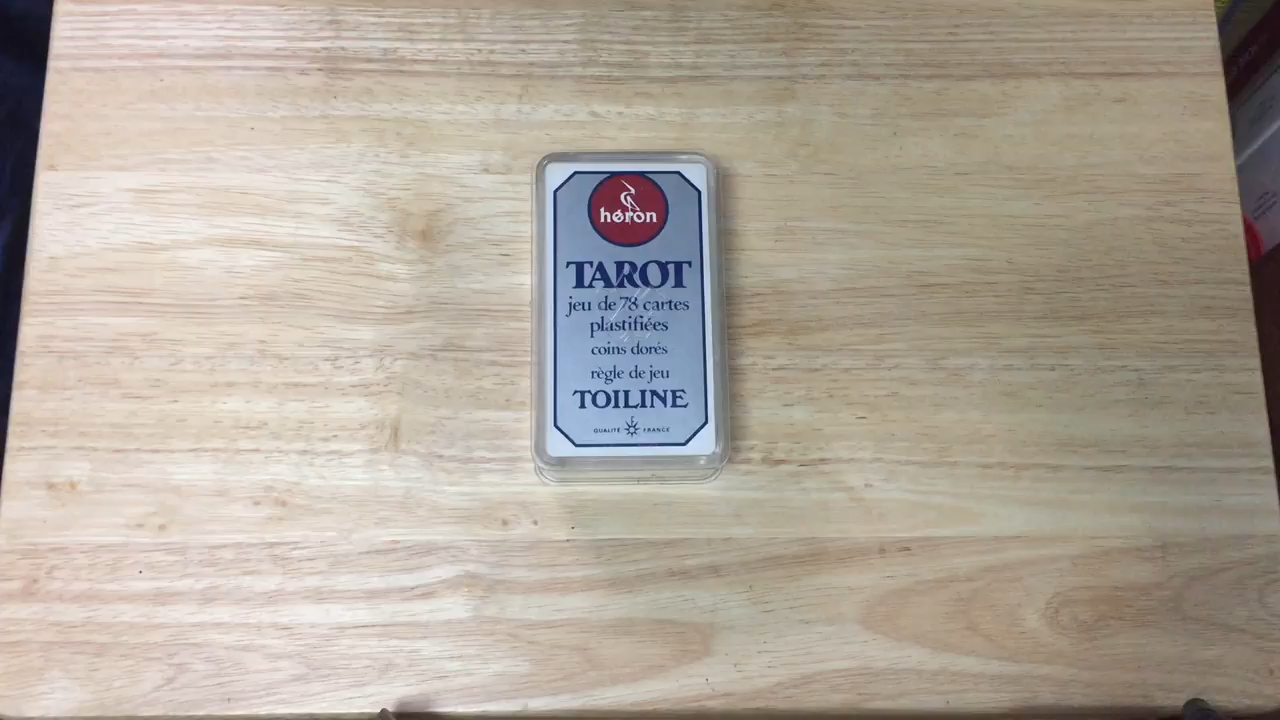 héron
TAROT
jeu de 78 cartes
plastifiées
coins dorés
règle de jeu
TOILINE
QUALITÉ FRANCE